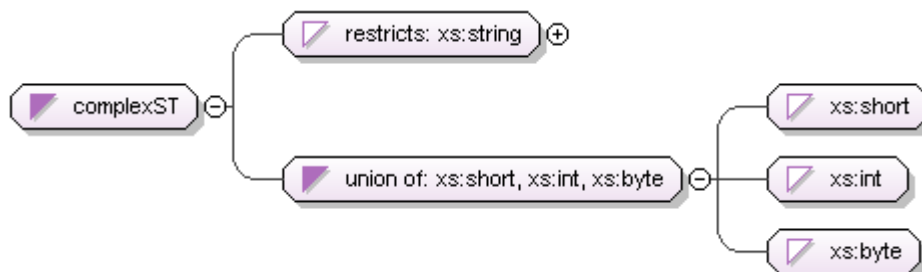 restricts: xs:string
complexST
xs:short
union of: xs:short, xs:int, xs:byte
xs:int
xs:byte